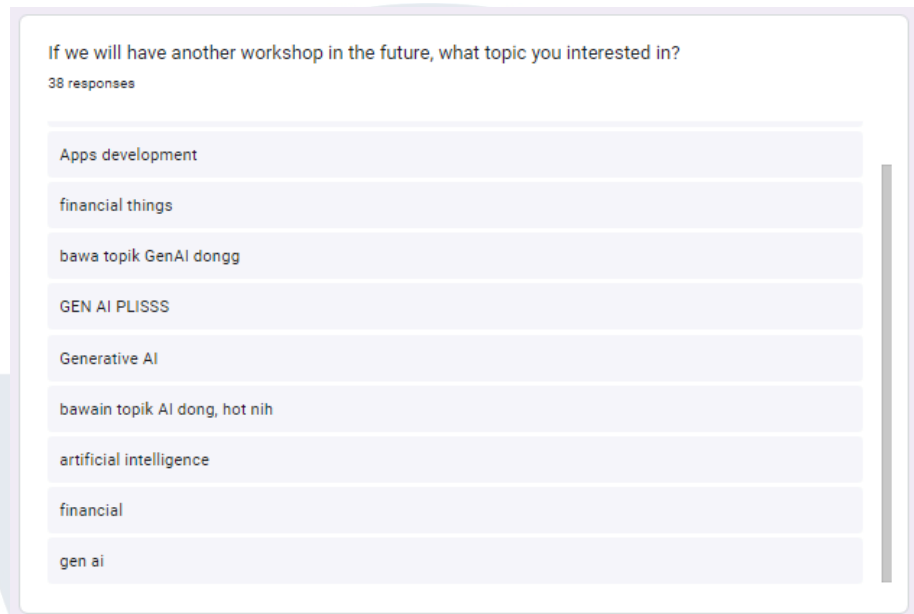 If we will have another workshop in the future, what topic you interested in?
38 responses
Apps development
financial things
bawa topik GenAI dongg
GEN AI PLISSS
Generative AI
bawain topik AI dong, hot nih
artificial intelligence
financial
gen ai